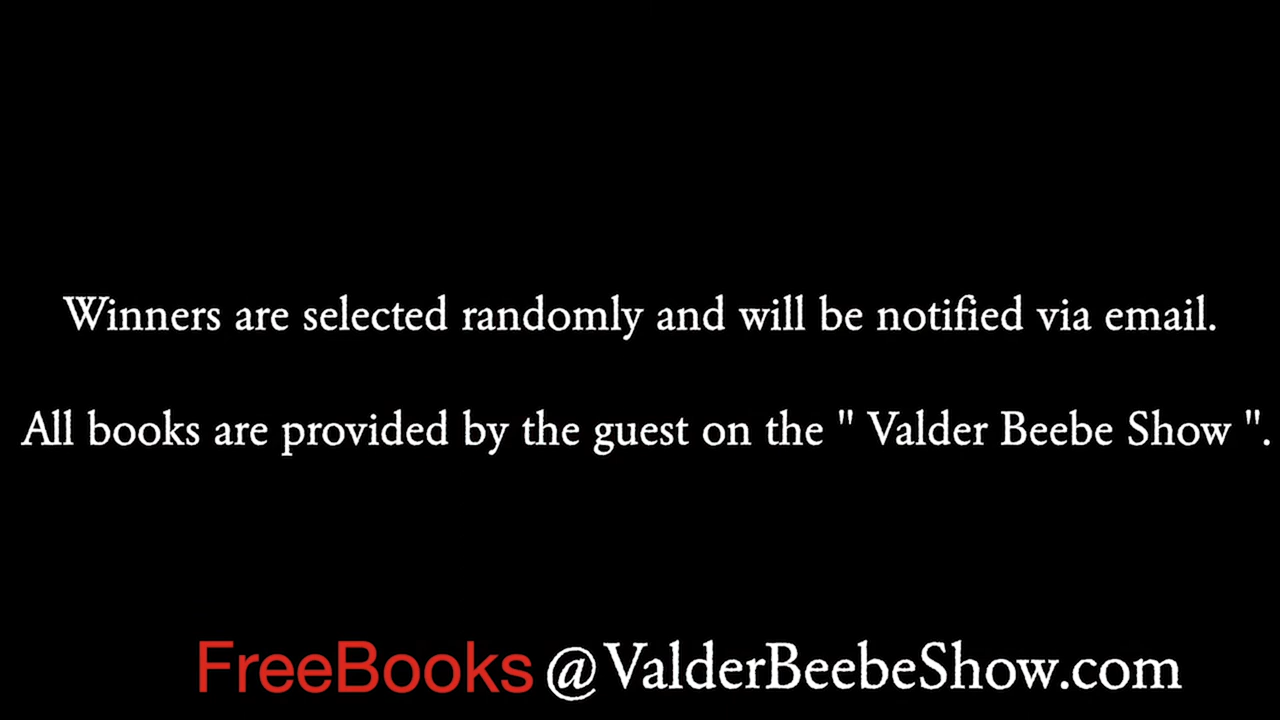 Winners are selected randomly and will be notified via email.
All books are provided by the guest on the " Valder Beebe Show ".
FreeBooks @ValderBeebeShow.com